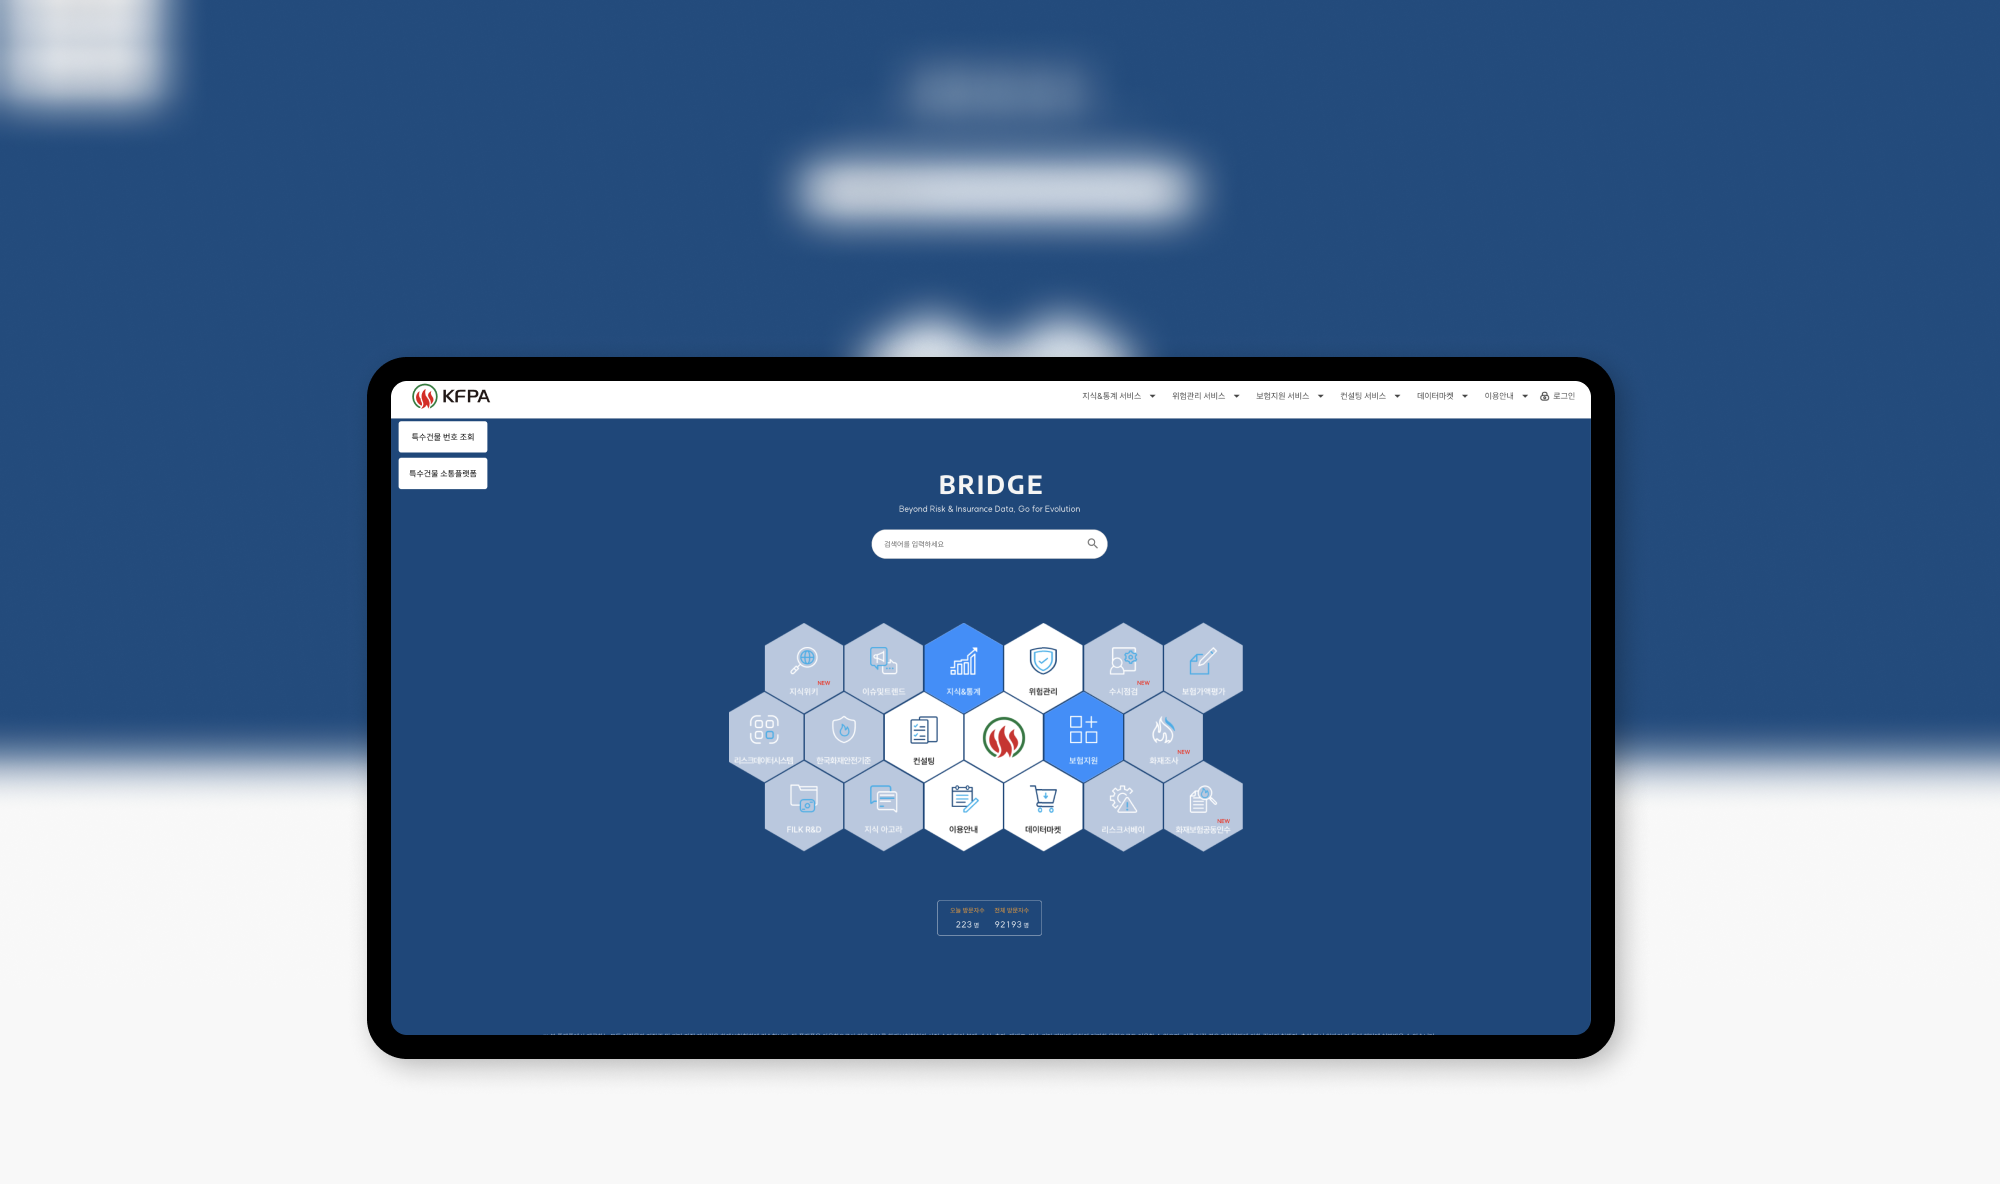 KFPA
지식&통계 서비스 위험관리 서비스 보험지원 서비스 컨설팅 서비스 데이터마켓 이용안내 로그인
특수건물 번호 조회
특수건물 소통플랫폼
BRIDGE
Beyond Risk & Insurance Data, Go for Evolution
검색어를 입력하세요
NEW
지식위키
이슈및트렌드
지식&통계
위험관리
NEW
수시점검
보험가액평가
리스크데이터시스템
한국화재안전기준
컨설팅
보험지원
NEW
화재조사
FILK R&D
지식 아고라
이용안내
데이터마켓
리스크서베이
NEW
화재보험공동인수
오늘 방문자수 전체 방문자수
223 명 92193 명